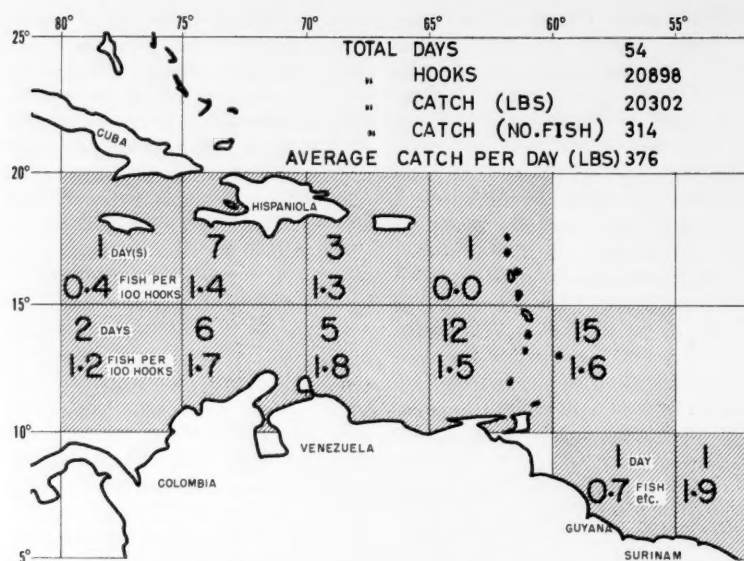 80° 75° 70° 65° 60° 55°
25°
TOTAL DAYS 54
" HOOKS 20898
" CATCH (LBS) 20302
" CATCH (NO.FISH) 314
AVERAGE CATCH PER DAY (LBS) 376
CUBA
20°
HISPANIOLA
1 DAY(S) 7 3 1
0.4 FISH PER 100 HOOKS 1.4 1.3 0.0
15°
2 DAYS 6 5 12 15
1.2 FISH PER 100 HOOKS 1.7 1.8 1.5 1.6
10°
VENEZUELA
COLOMBIA
1 DAY 1
0.7 FISH etc. 1.9
GUYANA
SURINAM
5°